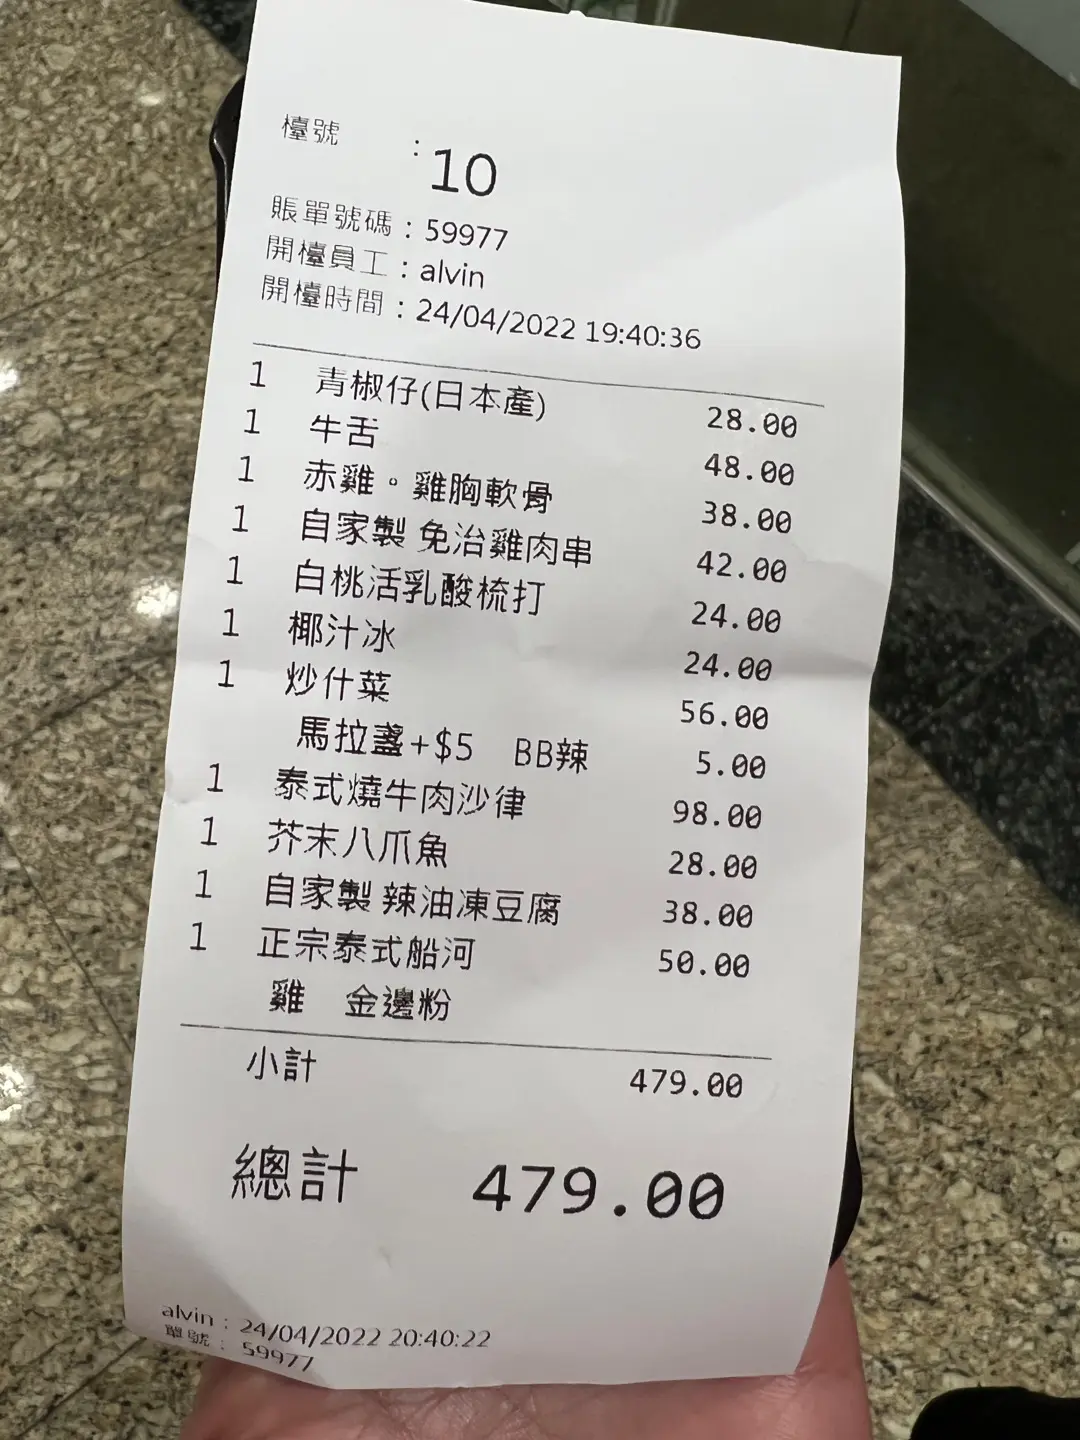 檯號 : 10
賬單號碼 : 59977
開檯員工 : alvin
開檯時間 : 24/04/2022 19:40:36
1 青椒仔(日本產) 28.00
1 牛舌 48.00
1 赤雞。雞胸軟骨 38.00
1 自家製 免治雞肉串 42.00
1 白桃活乳酸梳打 24.00
1 椰汁冰 24.00
1 炒什菜 56.00
馬拉盞+$5 BB辣 5.00
1 泰式燒牛肉沙律 98.00
1 芥末八爪魚 28.00
1 自家製 辣油凍豆腐 38.00
1 正宗泰式船河 50.00
雞 金邊粉
小計 479.00
總計 479.00
alvin : 24/04/2022 20:40:22
單號 : 59977